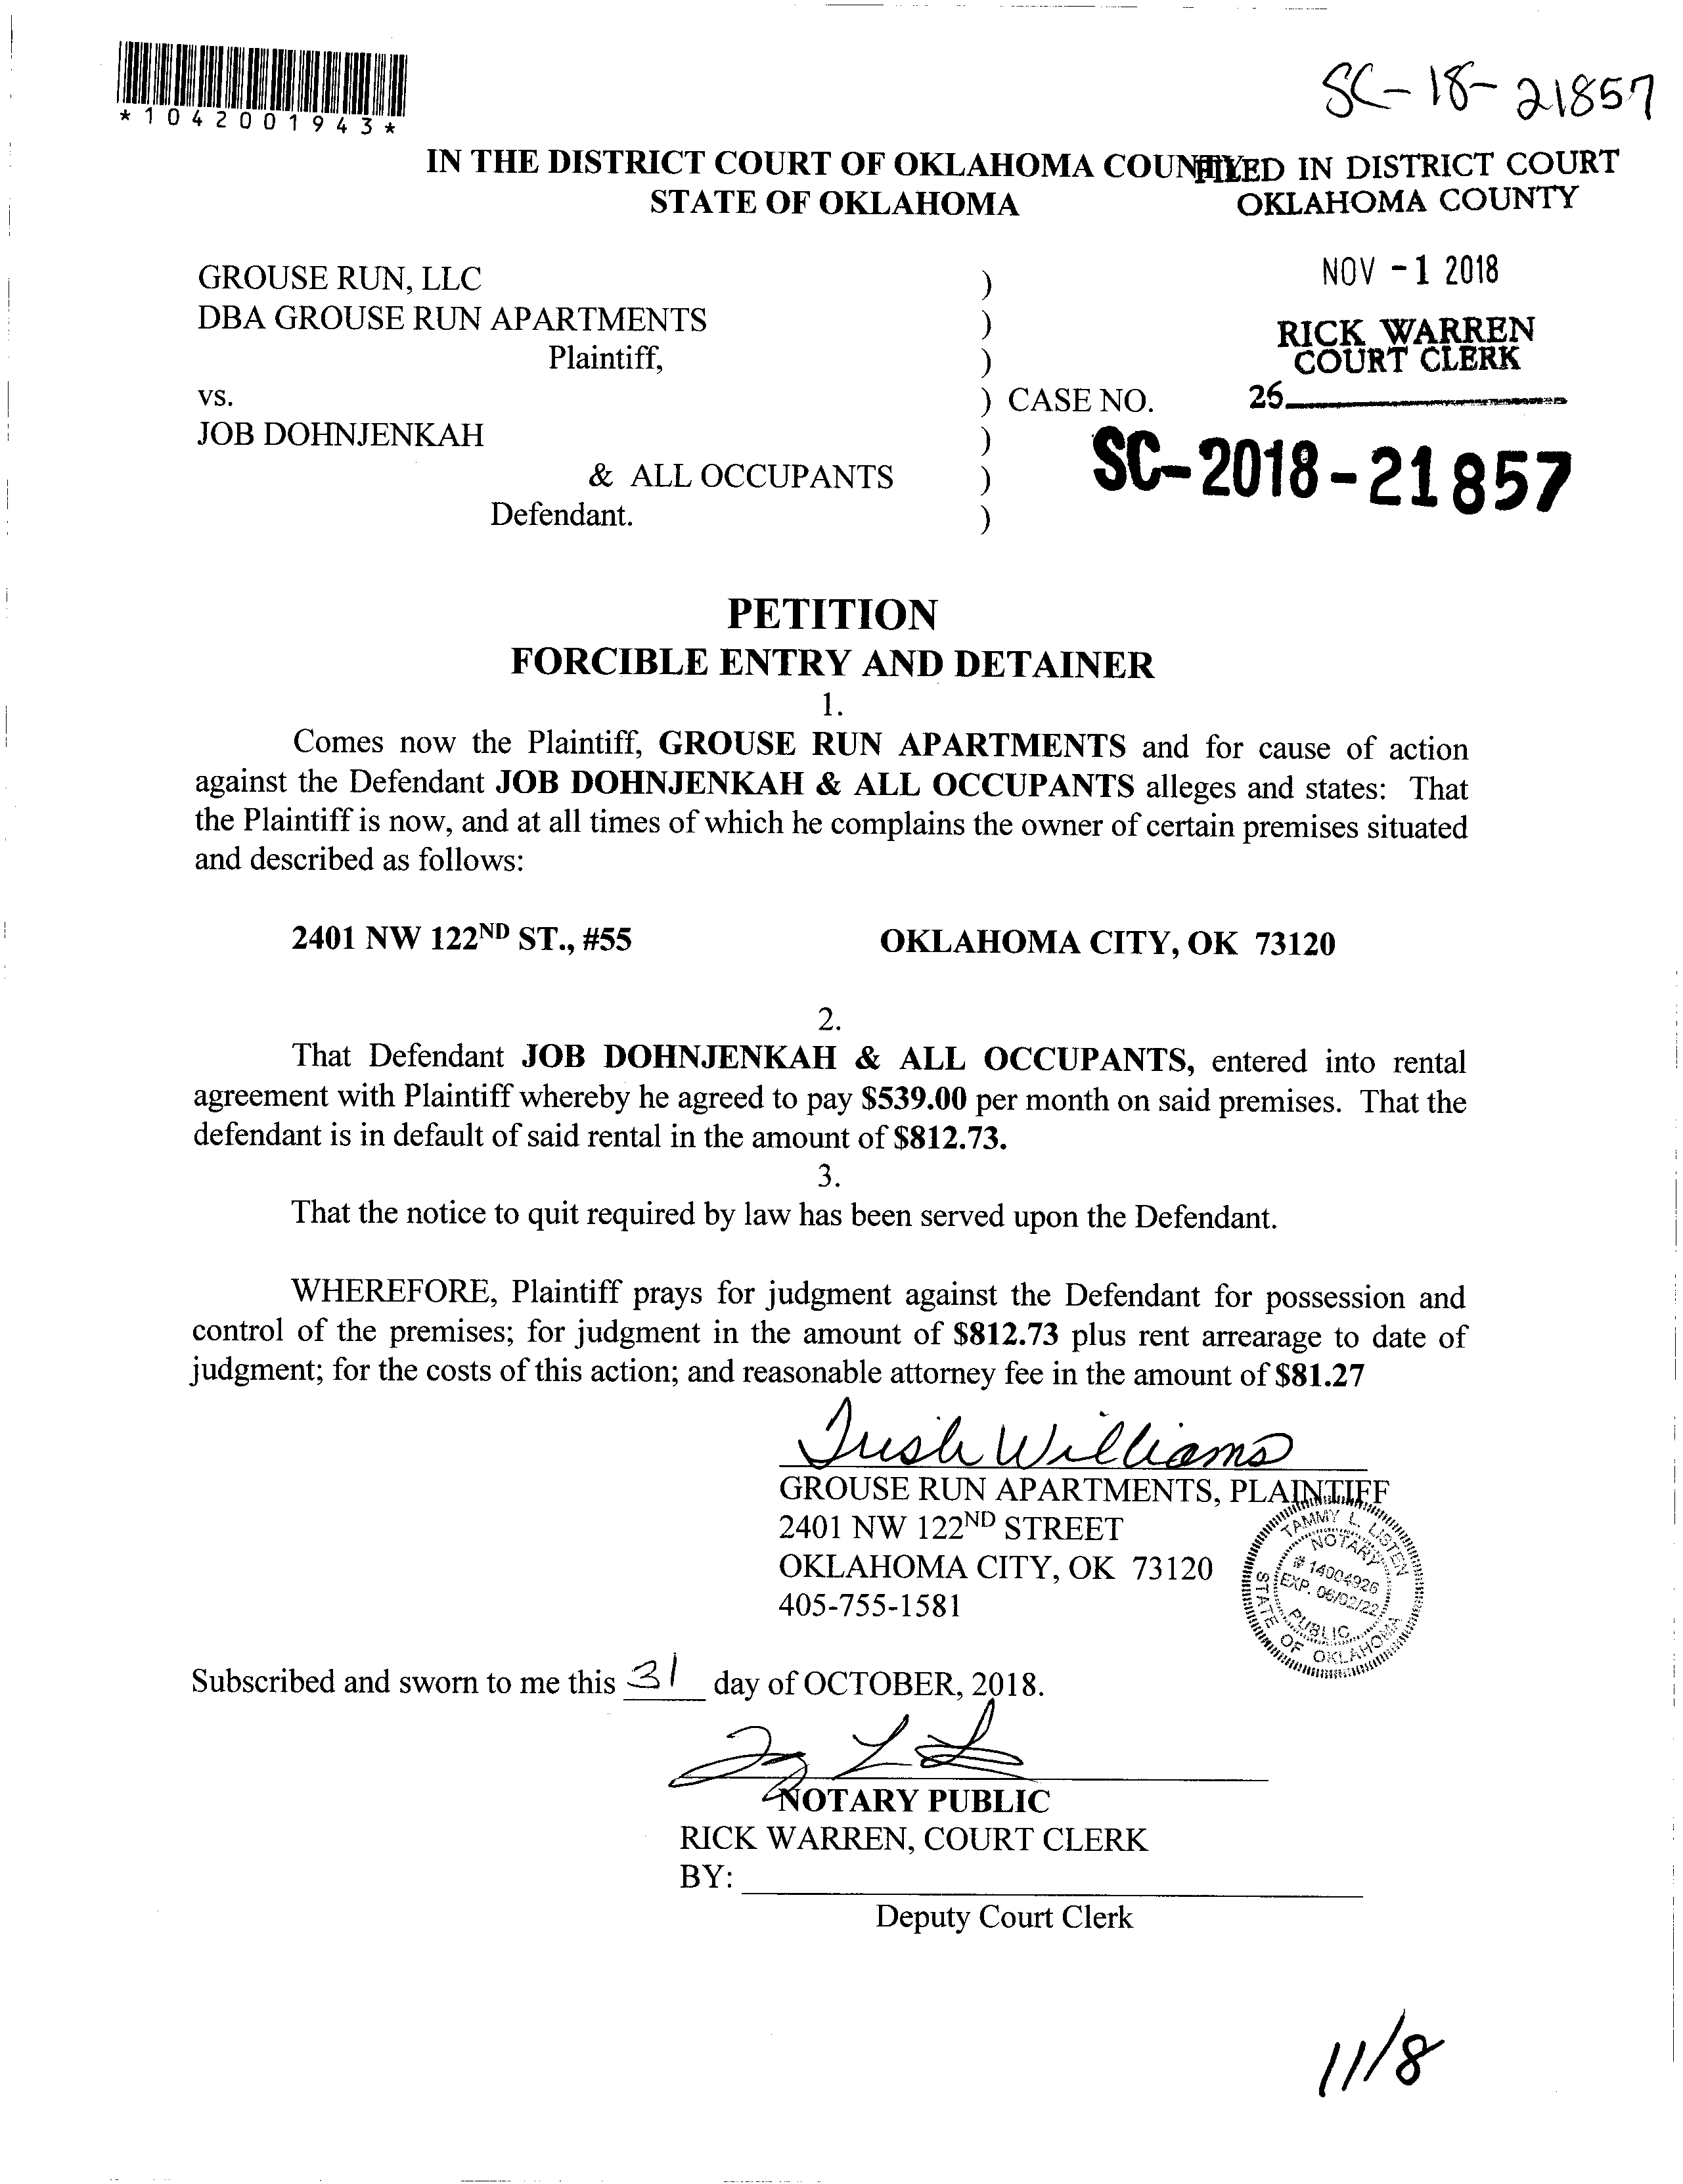 *1042001943*
SC-18-21857
IN THE DISTRICT COURT OF OKLAHOMA COUNTY
STATE OF OKLAHOMA
FILED IN DISTRICT COURT
OKLAHOMA COUNTY
NOV -1 2018
RICK WARREN
COURT CLERK
26
GROUSE RUN, LLC )
DBA GROUSE RUN APARTMENTS )
Plaintiff, )
vs. ) CASE NO.
JOB DOHNJENKAH )
SC-2018-21857
& ALL OCCUPANTS )
Defendant. )
PETITION
FORCIBLE ENTRY AND DETAINER
1.
Comes now the Plaintiff, GROUSE RUN APARTMENTS and for cause of action
against the Defendant JOB DOHNJENKAH & ALL OCCUPANTS alleges and states: That
the Plaintiff is now, and at all times of which he complains the owner of certain premises situated
and described as follows:
2401 NW 122ND ST., #55 OKLAHOMA CITY, OK 73120
2.
That Defendant JOB DOHNJENKAH & ALL OCCUPANTS, entered into rental
agreement with Plaintiff whereby he agreed to pay $539.00 per month on said premises. That the
defendant is in default of said rental in the amount of $812.73.
3.
That the notice to quit required by law has been served upon the Defendant.
WHEREFORE, Plaintiff prays for judgment against the Defendant for possession and
control of the premises; for judgment in the amount of $812.73 plus rent arrearage to date of
judgment; for the costs of this action; and reasonable attorney fee in the amount of $81.27
Trish Williams
GROUSE RUN APARTMENTS, PLAINTIFF
2401 NW 122ND STREET
OKLAHOMA CITY, OK 73120
405-755-1581
TAMMY L. LISTEN
NOTARY
# 14004926
EXP. 06/02/22
PUBLIC
STATE OF OKLAHOMA
Subscribed and sworn to me this 31 day of OCTOBER, 2018.
NOTARY PUBLIC
RICK WARREN, COURT CLERK
BY:
Deputy Court Clerk
11/8